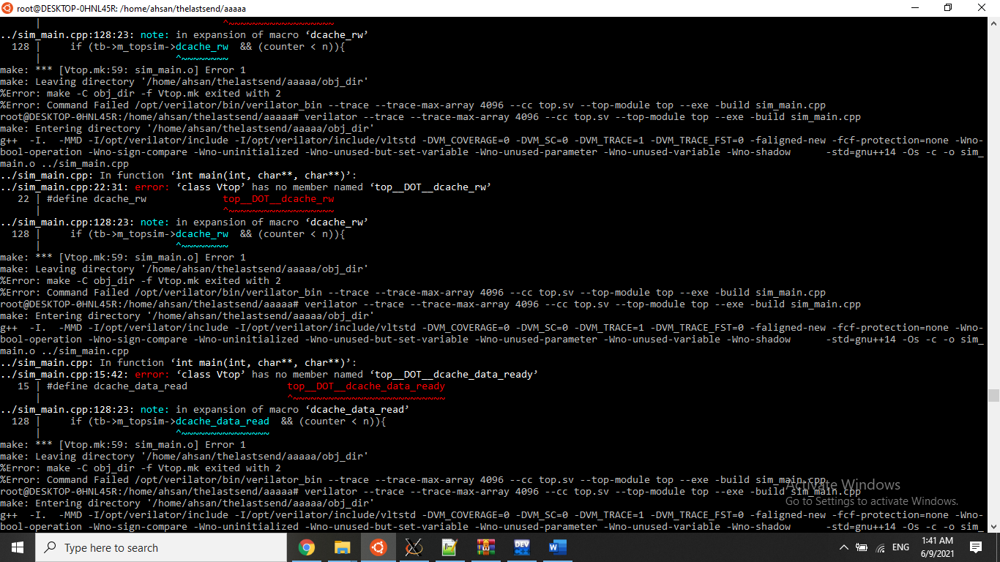 root@DESKTOP-0HNL45R: /home/ahsan/thelastsend/aaaaa
      |                               ^~~~~~~~~~~~~~~~~~~
../sim_main.cpp:128:23: note: in expansion of macro ‘dcache_rw’
  128 |     if (tb->m_topsim->dcache_rw  && (counter < n)){
      |                       ^~~~~~~~~
make: *** [Vtop.mk:59: sim_main.o] Error 1
make: Leaving directory '/home/ahsan/thelastsend/aaaaa/obj_dir'
%Error: make -C obj_dir -f Vtop.mk exited with 2
%Error: Command Failed /opt/verilator/bin/verilator_bin --trace --trace-max-array 4096 --cc top.sv --top-module top --exe -build sim_main.cpp
root@DESKTOP-0HNL45R:/home/ahsan/thelastsend/aaaaa# verilator --trace --trace-max-array 4096 --cc top.sv --top-module top --exe -build sim_main.cpp
make: Entering directory '/home/ahsan/thelastsend/aaaaa/obj_dir'
g++  -I.  -MMD -I/opt/verilator/include -I/opt/verilator/include/vltstd -DVM_COVERAGE=0 -DVM_SC=0 -DVM_TRACE=1 -DVM_TRACE_FST=0 -faligned-new -fcf-protection=none -Wno-
bool-operation -Wno-sign-compare -Wno-uninitialized -Wno-unused-but-set-variable -Wno-unused-parameter -Wno-unused-variable -Wno-shadow      -std=gnu++14 -Os -c -o sim_
main.o ../sim_main.cpp
../sim_main.cpp: In function ‘int main(int, char**, char**)’:
../sim_main.cpp:22:31: error: ‘class Vtop’ has no member named ‘top__DOT__dcache_rw’
   22 | #define dcache_rw             top__DOT__dcache_rw
      |                               ^~~~~~~~~~~~~~~~~~~
../sim_main.cpp:128:23: note: in expansion of macro ‘dcache_rw’
  128 |     if (tb->m_topsim->dcache_rw  && (counter < n)){
      |                       ^~~~~~~~~
make: *** [Vtop.mk:59: sim_main.o] Error 1
make: Leaving directory '/home/ahsan/thelastsend/aaaaa/obj_dir'
%Error: make -C obj_dir -f Vtop.mk exited with 2
%Error: Command Failed /opt/verilator/bin/verilator_bin --trace --trace-max-array 4096 --cc top.sv --top-module top --exe -build sim_main.cpp
root@DESKTOP-0HNL45R:/home/ahsan/thelastsend/aaaaa# verilator --trace --trace-max-array 4096 --cc top.sv --top-module top --exe -build sim_main.cpp
make: Entering directory '/home/ahsan/thelastsend/aaaaa/obj_dir'
g++  -I.  -MMD -I/opt/verilator/include -I/opt/verilator/include/vltstd -DVM_COVERAGE=0 -DVM_SC=0 -DVM_TRACE=1 -DVM_TRACE_FST=0 -faligned-new -fcf-protection=none -Wno-
bool-operation -Wno-sign-compare -Wno-uninitialized -Wno-unused-but-set-variable -Wno-unused-parameter -Wno-unused-variable -Wno-shadow      -std=gnu++14 -Os -c -o sim_
main.o ../sim_main.cpp
../sim_main.cpp: In function ‘int main(int, char**, char**)’:
../sim_main.cpp:15:42: error: ‘class Vtop’ has no member named ‘top__DOT__dcache_data_ready’
   15 | #define dcache_data_read                 top__DOT__dcache_data_ready
      |                                          ^~~~~~~~~~~~~~~~~~~~~~~~~~~
../sim_main.cpp:128:23: note: in expansion of macro ‘dcache_data_read’
  128 |     if (tb->m_topsim->dcache_data_read  && (counter < n)){
      |                       ^~~~~~~~~~~~~~~~
make: *** [Vtop.mk:59: sim_main.o] Error 1
make: Leaving directory '/home/ahsan/thelastsend/aaaaa/obj_dir'
%Error: make -C obj_dir -f Vtop.mk exited with 2
%Error: Command Failed /opt/verilator/bin/verilator_bin --trace --trace-max-array 4096 --cc top.sv --top-module top --exe -build sim_main.cpp
root@DESKTOP-0HNL45R:/home/ahsan/thelastsend/aaaaa# verilator --trace --trace-max-array 4096 --cc top.sv --top-module top --exe -build sim_main.cpp
make: Entering directory '/home/ahsan/thelastsend/aaaaa/obj_dir'
g++  -I.  -MMD -I/opt/verilator/include -I/opt/verilator/include/vltstd -DVM_COVERAGE=0 -DVM_SC=0 -DVM_TRACE=1 -DVM_TRACE_FST=0 -faligned-new -fcf-protection=none -Wno-
bool-operation -Wno-sign-compare -Wno-uninitialized -Wno-unused-but-set-variable -Wno-unused-parameter -Wno-unused-variable -Wno-shadow      -std=gnu++14 -Os -c -o sim_
Activate Windows
Go to Settings to activate Windows.
Type here to search
DEV
ENG
1:41 AM
6/9/2021